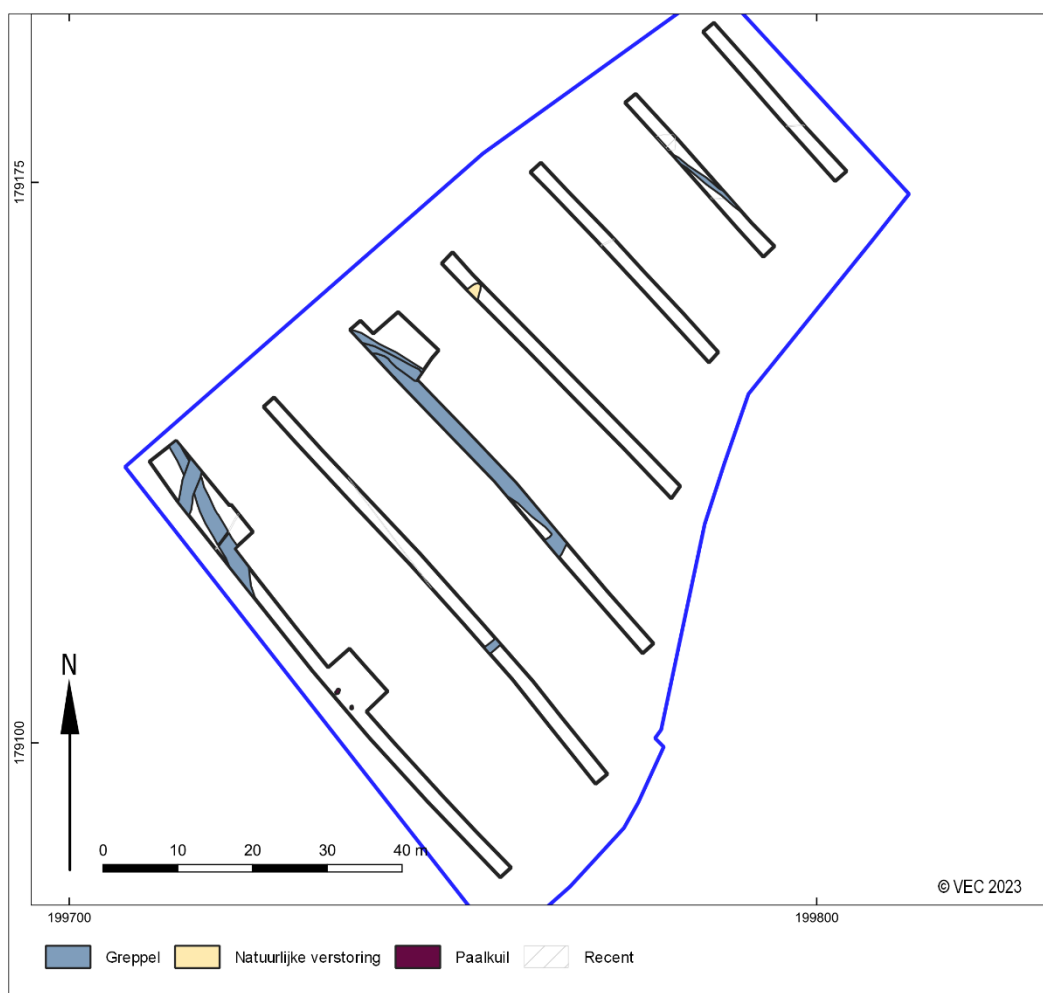 179175
179100
N
0 10 20 30 40 m
© VEC 2023
199700 199800
Greppel Natuurlijke verstoring Paalkuil Recent